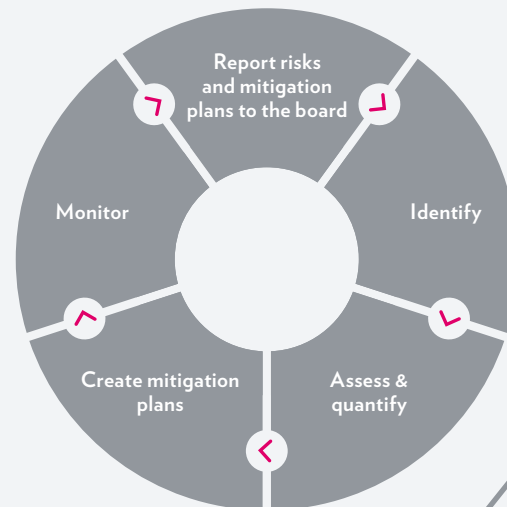 Report risks
and mitigation
plans to the board
Monitor
Identify
Create mitigation
plans
Assess &
quantify